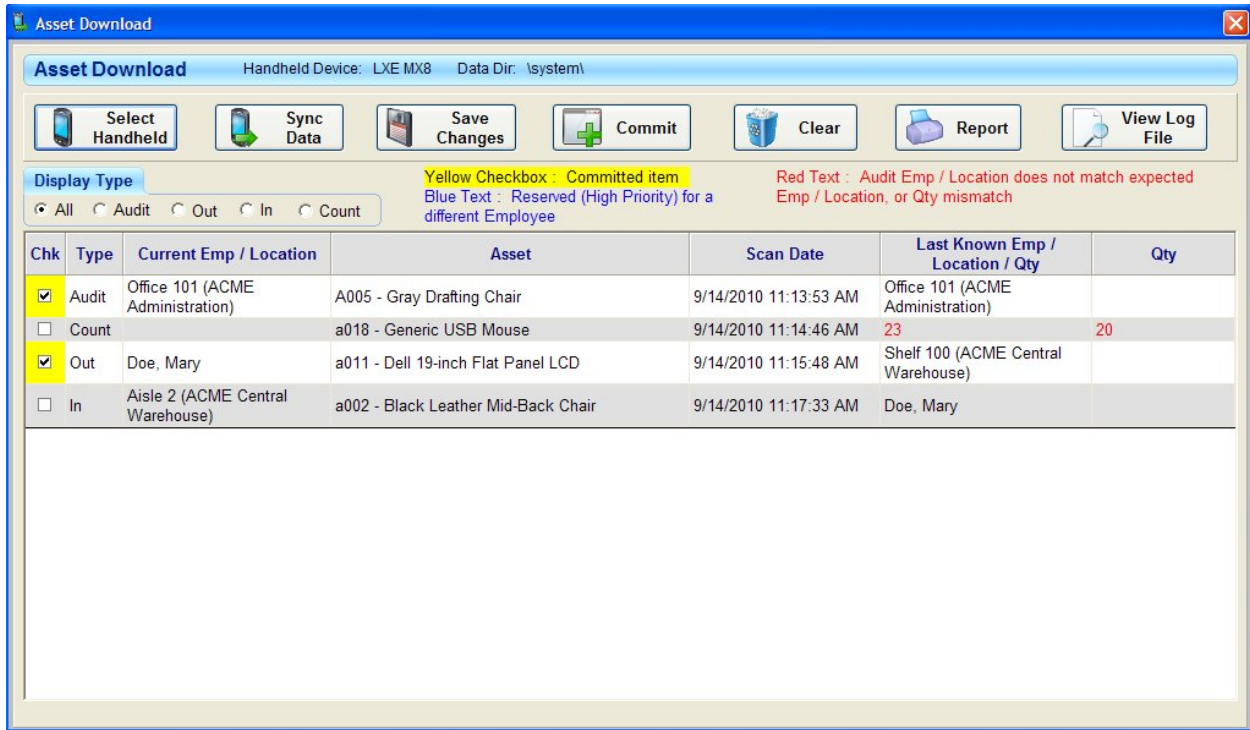 Asset Download
Asset Download Handheld Device: LXE MX8 Data Dir: \system\
Select Handheld
Sync Data
Save Changes
Commit
Clear
Report
View Log File
Display Type
All Audit Out In Count
Yellow Checkbox : Committed item
Blue Text : Reserved (High Priority) for a
different Employee
Red Text : Audit Emp / Location does not match expected
Emp / Location, or Qty mismatch
Chk Type Current Emp / Location Asset Scan Date Last Known Emp / Location / Qty Qty
Audit Office 101 (ACME Administration) A005 - Gray Drafting Chair 9/14/2010 11:13:53 AM Office 101 (ACME Administration)
Count a018 - Generic USB Mouse 9/14/2010 11:14:46 AM 23 20
Out Doe, Mary a011 - Dell 19-inch Flat Panel LCD 9/14/2010 11:15:48 AM Shelf 100 (ACME Central Warehouse)
In Aisle 2 (ACME Central Warehouse) a002 - Black Leather Mid-Back Chair 9/14/2010 11:17:33 AM Doe, Mary